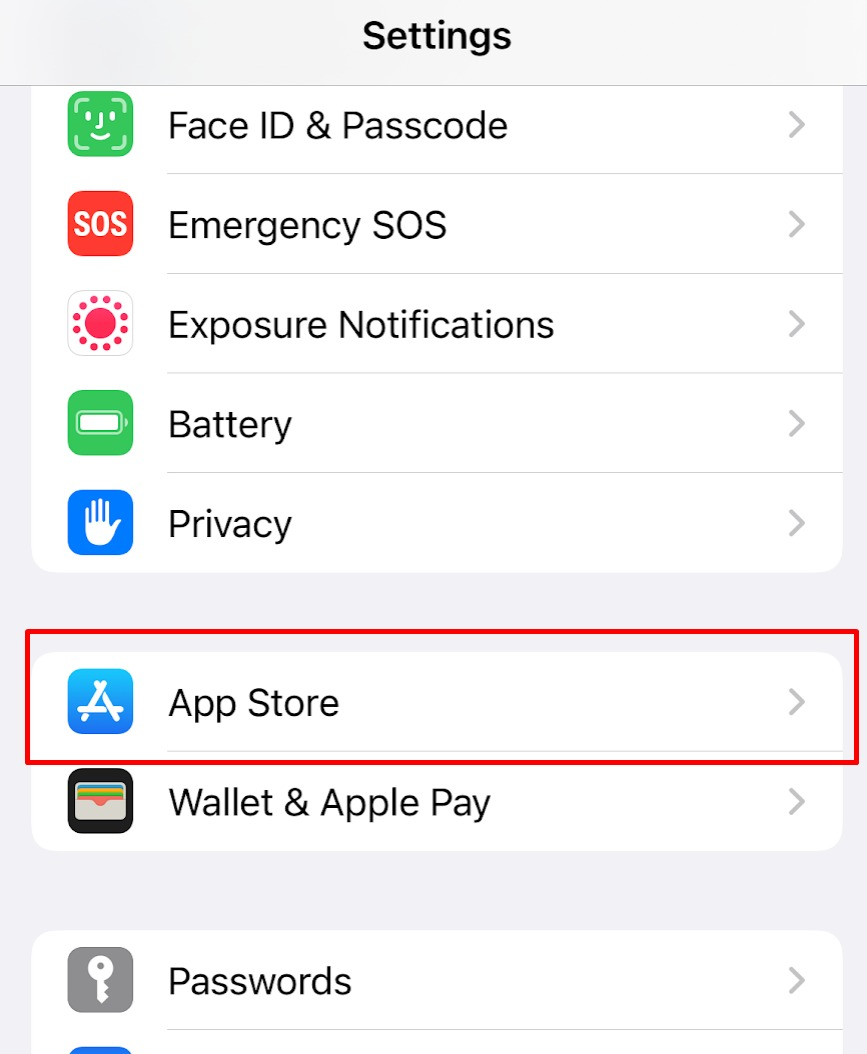 Settings
Face ID & Passcode
SOS Emergency SOS
Exposure Notifications
Battery
Privacy
App Store
Wallet & Apple Pay
Passwords